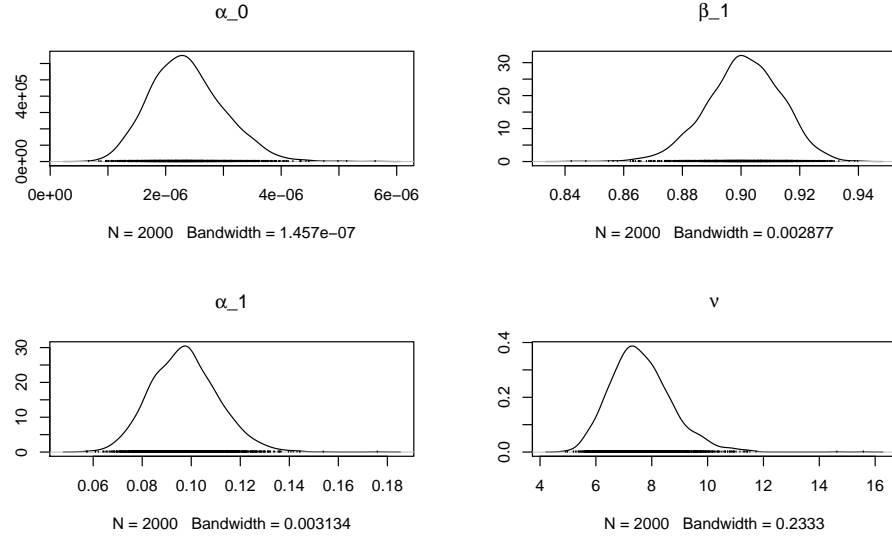 α_0
0e+00 4e+05
0e+00 2e−06 4e−06 6e−06
N = 2000 Bandwidth = 1.457e−07
β_1
0 10 20 30
0.84 0.86 0.88 0.90 0.92 0.94
N = 2000 Bandwidth = 0.002877
α_1
0 10 20 30
0.06 0.08 0.10 0.12 0.14 0.16 0.18
N = 2000 Bandwidth = 0.003134
ν
0.0 0.2 0.4
4 6 8 10 12 14 16
N = 2000 Bandwidth = 0.2333